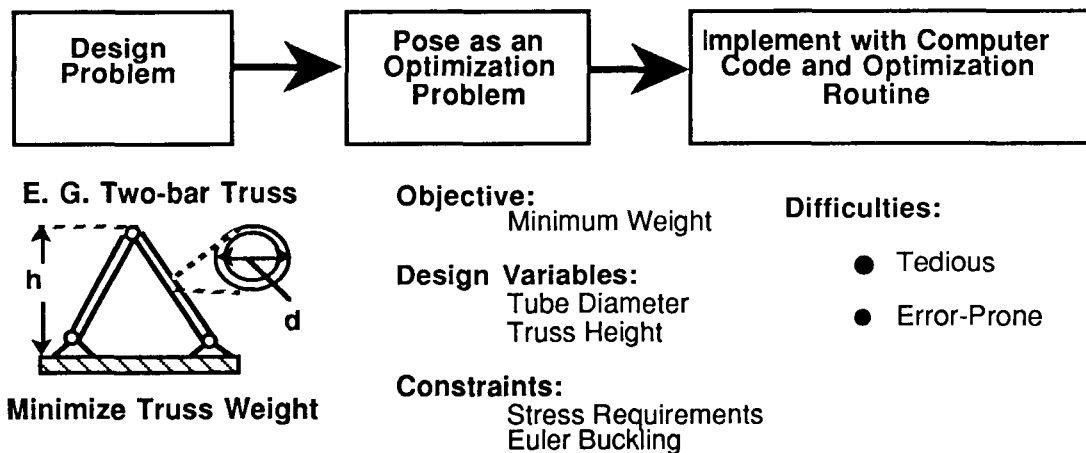 Design
Problem
Pose as an
Optimization
Problem
Implement with Computer
Code and Optimization
Routine
E. G. Two-bar Truss
h
d
Minimize Truss Weight
Objective:
Minimum Weight
Design Variables:
Tube Diameter
Truss Height
Constraints:
Stress Requirements
Euler Buckling
Difficulties:
● Tedious
● Error-Prone